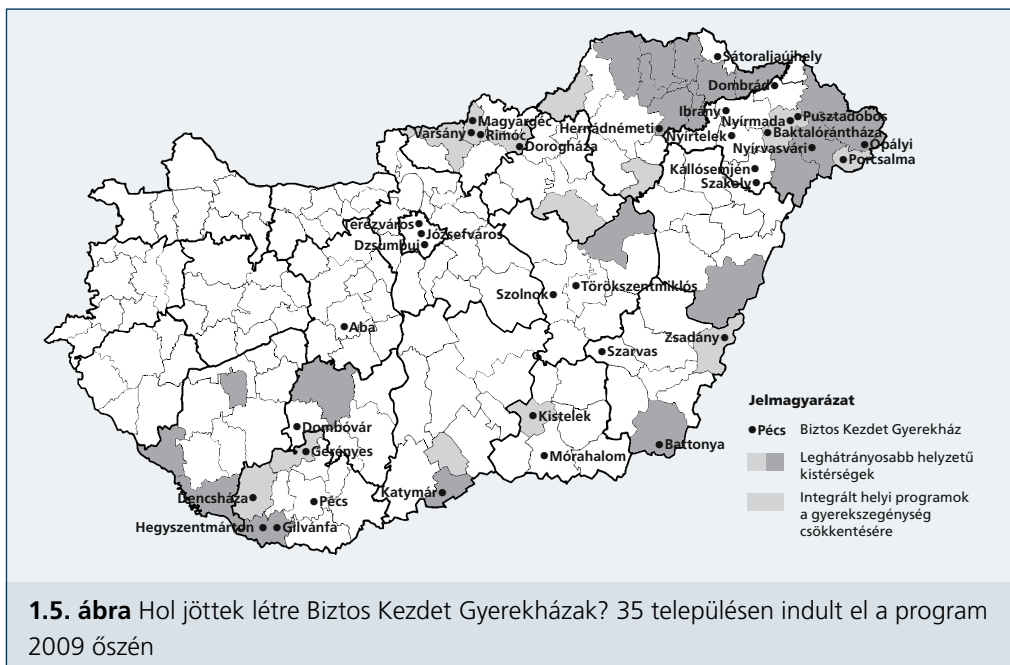 Sátoraljaújhely
Dombrád
Ibrány
Magyargéc
Nyírmada
Pusztadobos
Varsány
Rimóc
Hernádnémeti
Nyírtelek
Baktalórántháza
Dorogháza
Nyírvasvári
Ópályi
Porcsalma
Kállósemjén
Szakoly
Terézváros
Józsefváros
Dzsumbuj
Törökszentmiklós
Szolnok
Aba
Zsadány
Szarvas
Jelmagyarázat
Pécs Biztos Kezdet Gyerekház
Leghátrányosabb helyzetű
kistérségek
Integrált helyi programok
a gyerekszegénység
csökkentésére
Kistelek
Dombóvár
Battonya
Gerényes
Mórahalom
Dencsháza
Pécs
Katymár
Hegyszentmárton
Gilvánfa
1.5. ábra Hol jöttek létre Biztos Kezdet Gyerekházak? 35 településen indult el a program
2009 őszén